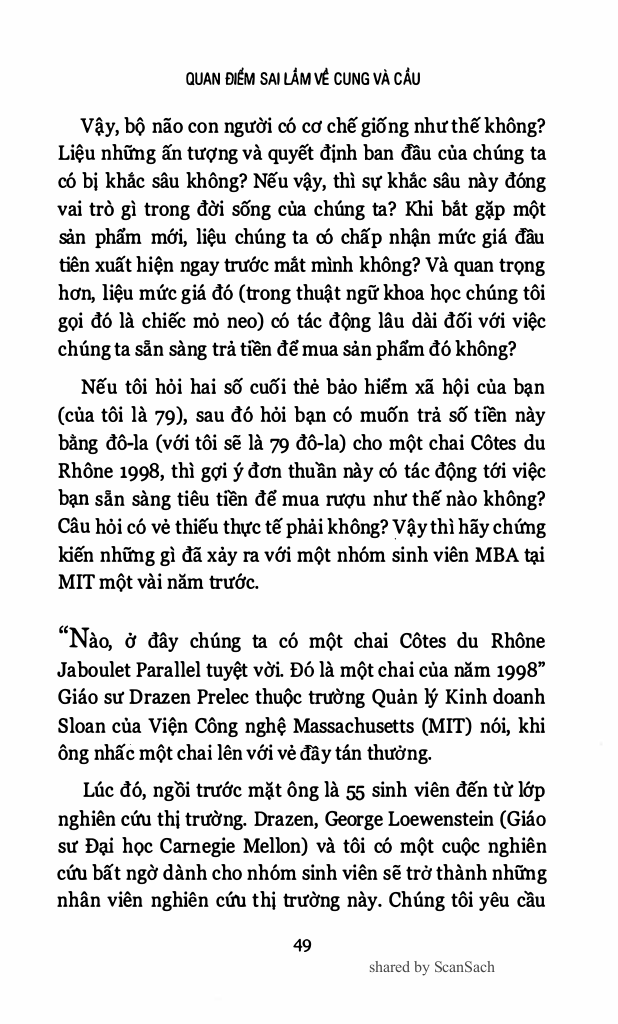 QUAN ĐIỂM SAI LẦM VỀ CUNG VÀ CẦU
Vậy, bộ não con người có cơ chế giống như thế không?
Liệu những ấn tượng và quyết định ban đầu của chúng ta
có bị khắc sâu không? Nếu vậy, thì sự khắc sâu này đóng
vai trò gì trong đời sống của chúng ta? Khi bắt gặp một
sản phẩm mới, liệu chúng ta có chấp nhận mức giá đầu
tiên xuất hiện ngay trước mắt mình không? Và quan trọng
hơn, liệu mức giá đó (trong thuật ngữ khoa học chúng tôi
gọi đó là chiếc mỏ neo) có tác động lâu dài đối với việc
chúng ta sẵn sàng trả tiền để mua sản phẩm đó không?
Nếu tôi hỏi hai số cuối thẻ bảo hiểm xã hội của bạn
(của tôi là 79), sau đó hỏi bạn có muốn trả số tiền này
bằng đô-la (với tôi sẽ là 79 đô-la) cho một chai Côtes du
Rhône 1998, thì gợi ý đơn thuần này có tác động tới việc
bạn sẵn sàng tiêu tiền để mua rượu như thế nào không?
Câu hỏi có vẻ thiếu thực tế phải không? Vậy thì hãy chứng
kiến những gì đã xảy ra với một nhóm sinh viên MBA tại
MIT một vài năm trước.
“Nào, ở đây chúng ta có một chai Côtes du Rhône
Jaboulet Parallel tuyệt vời. Đó là một chai của năm 1998”
Giáo sư Drazen Prelec thuộc trường Quản lý Kinh doanh
Sloan của Viện Công nghệ Massachusetts (MIT) nói, khi
ông nhấc một chai lên với vẻ đầy tán thưởng.
Lúc đó, ngồi trước mặt ông là 55 sinh viên đến từ lớp
nghiên cứu thị trường. Drazen, George Loewenstein (Giáo
sư Đại học Carnegie Mellon) và tôi có một cuộc nghiên
cứu bất ngờ dành cho nhóm sinh viên sẽ trở thành những
nhân viên nghiên cứu thị trường này. Chúng tôi yêu cầu
49
shared by ScanSach